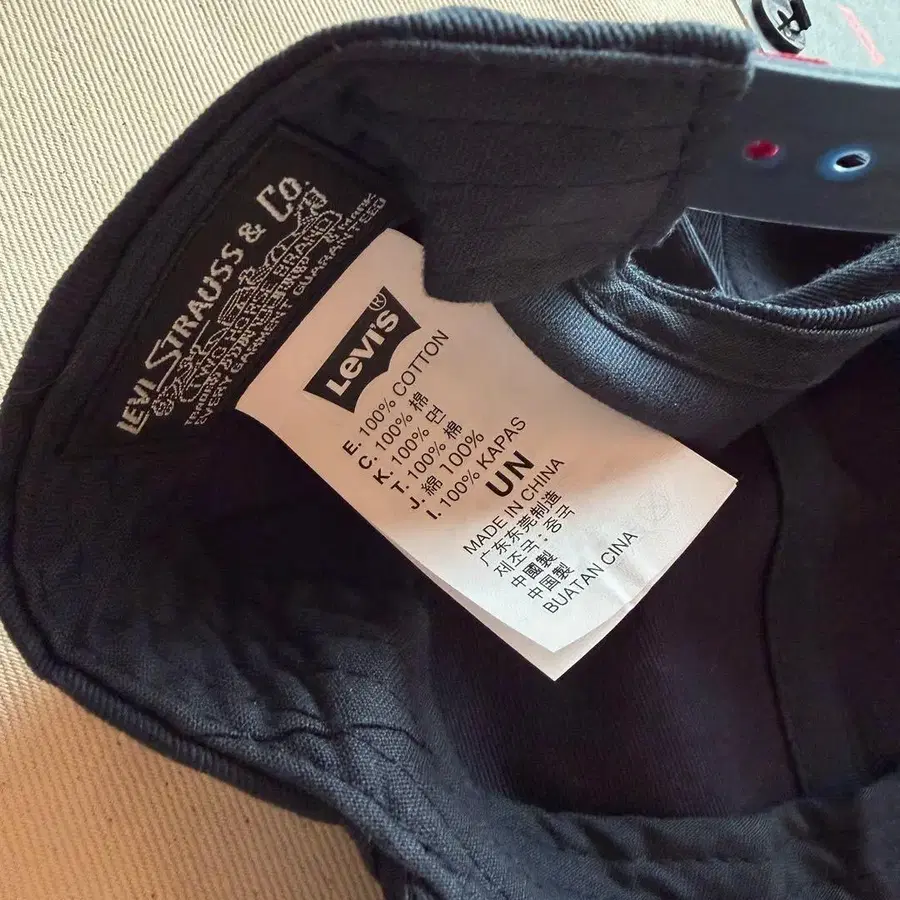 LEVI STRAUSS & CO.
EVERY GARMENT GUARANTEED
Levi's®
E. 100% COTTON
C. 100% 棉
K. 100% 면
T. 100% 棉
J. 綿 100%
I. 100% KAPAS
UN
MADE IN CHINA
广东东莞制造
제조국 : 중국
中國製
中国製
BUATAN CINA